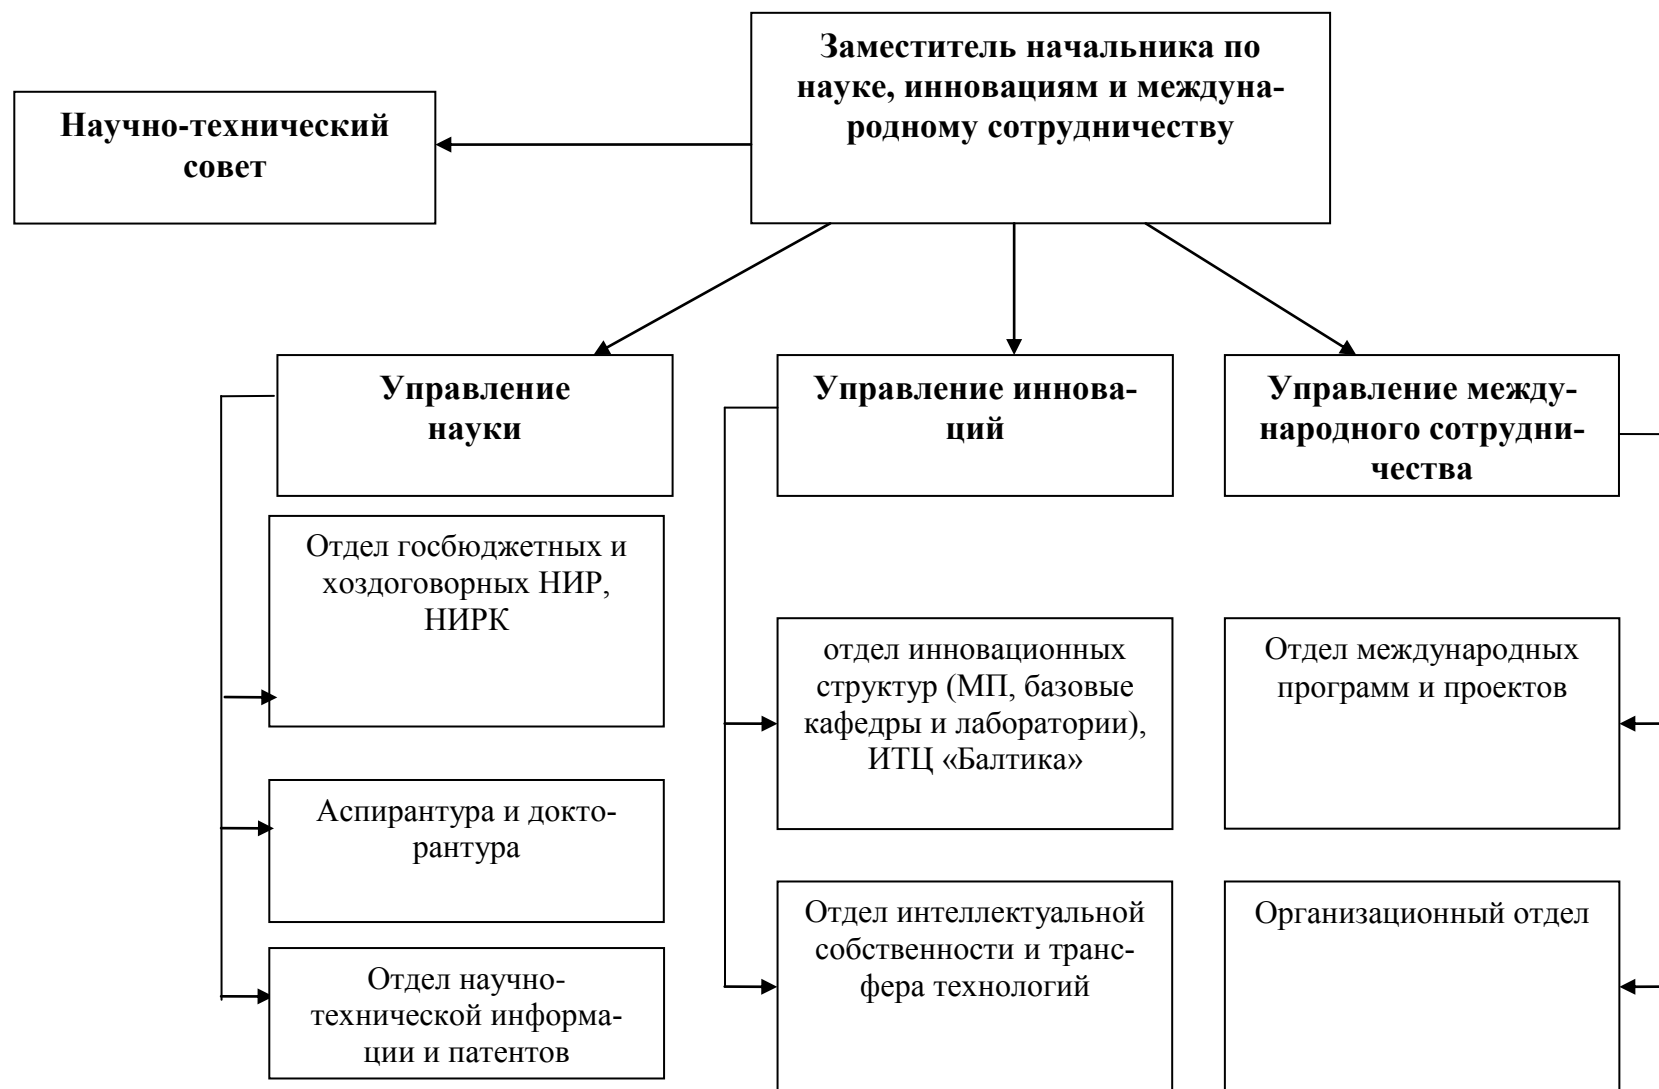 Заместитель начальника по
науке, инновациям и междуна-
родному сотрудничеству
Научно-технический
совет
Управление
науки
Управление иннова-
ций
Управление между-
народного сотрудни-
чества
Отдел госбюджетных и
хоздоговорных НИР,
НИРК
отдел инновационных
структур (МП, базовые
кафедры и лаборатории),
ИТЦ «Балтика»
Отдел международных
программ и проектов
Аспирантура и докто-
рантура
Отдел интеллектуальной
собственности и транс-
фера технологий
Организационный отдел
Отдел научно-
технической информа-
ции и патентов